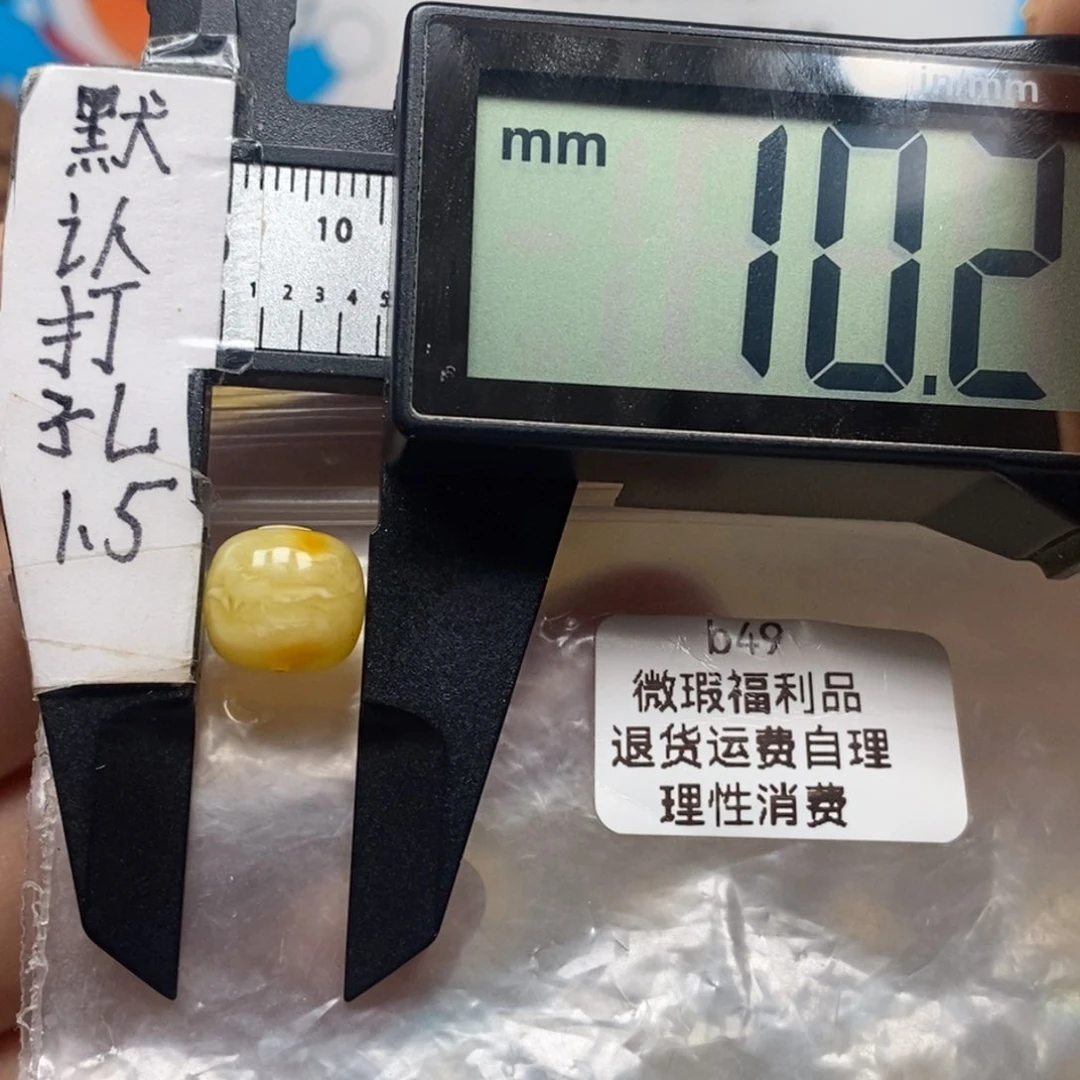 默
认
打
孔
1.5
in/mm
mm
10.2
10
1 2 3 4 5
b49
微瑕福利品
退货运费自理
理性消费